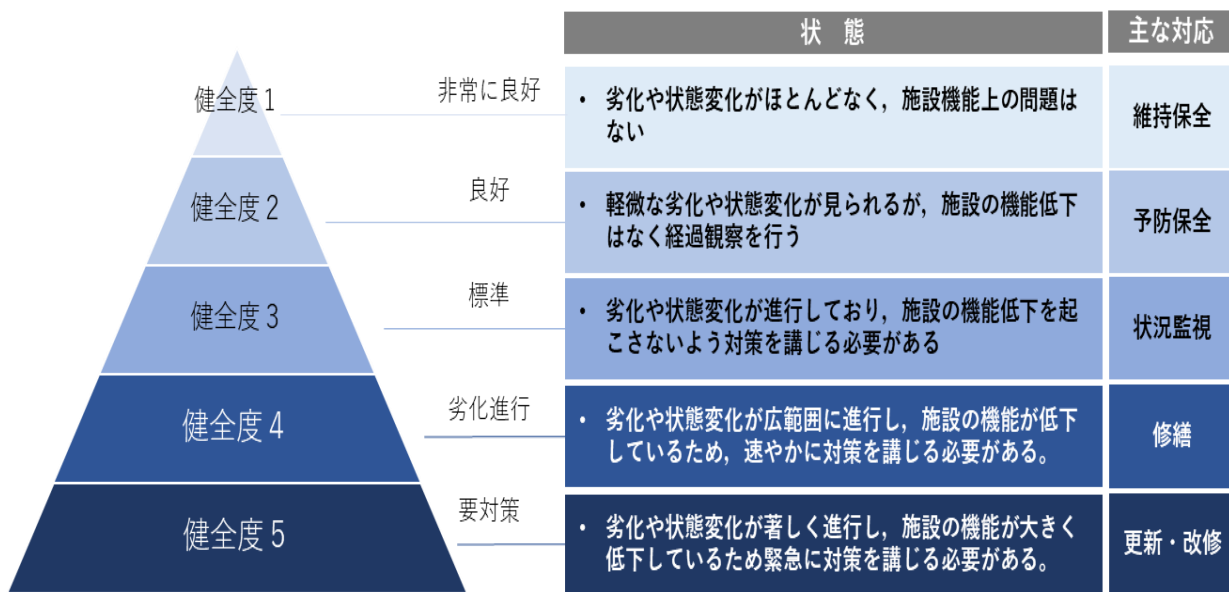 状 態
主な対応
健全度 1
非常に良好
・ 劣化や状態変化がほとんどなく，施設機能上の問題は
ない
維持保全
健全度 2
良好
・ 軽微な劣化や状態変化が見られるが，施設の機能低下
はなく経過観察を行う
予防保全
健全度 3
標準
・ 劣化や状態変化が進行しており，施設の機能低下を起
こさないよう対策を講じる必要がある
状況監視
健全度 4
劣化進行
・ 劣化や状態変化が広範囲に進行し，施設の機能が低下
しているため，速やかに対策を講じる必要がある。
修繕
健全度 5
要対策
・ 劣化や状態変化が著しく進行し，施設の機能が大きく
低下しているため緊急に対策を講じる必要がある。
更新・改修